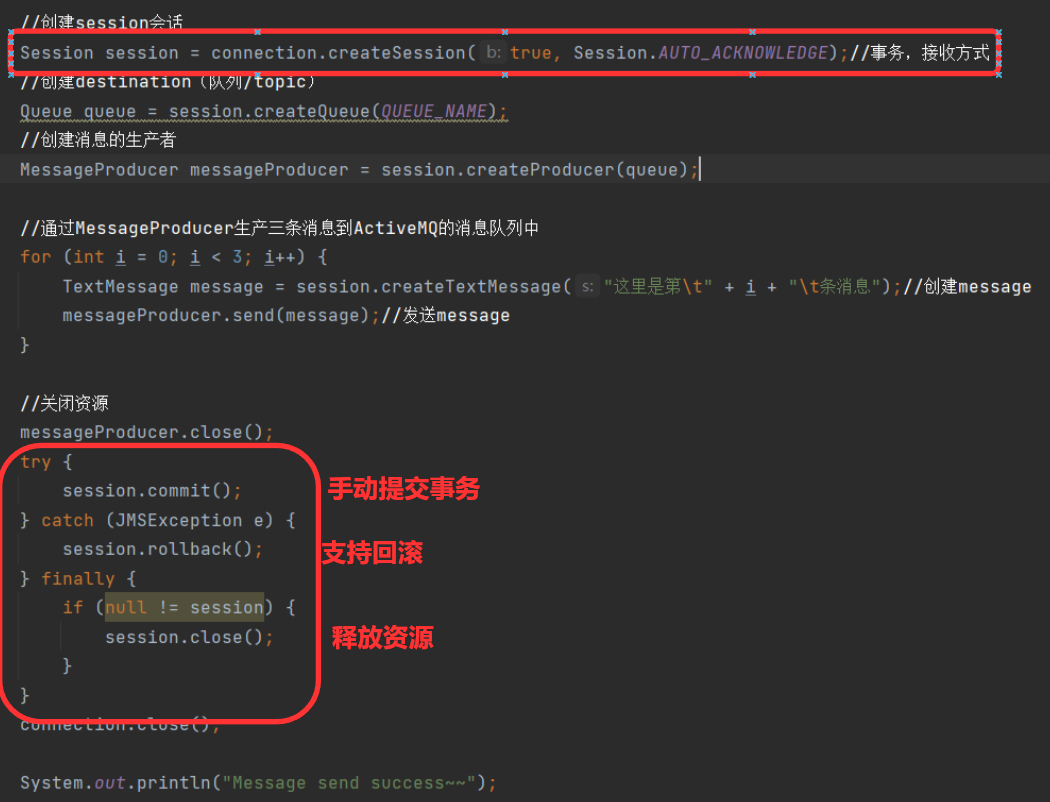 //创建session会话
Session session = connection.createSession( b: true, Session.AUTO_ACKNOWLEDGE);//事务，接收方式
//创建destination（队列/topic）
Queue queue = session.createQueue(QUEUE_NAME);
//创建消息的生产者
MessageProducer messageProducer = session.createProducer(queue);
//通过MessageProducer生产三条消息到ActiveMQ的消息队列中
for (int i = 0; i < 3; i++) {
TextMessage message = session.createTextMessage( s: "这里是第\t" + i + "\t条消息");//创建message
messageProducer.send(message);//发送message
}
//关闭资源
messageProducer.close();
try {
session.commit(); 手动提交事务
} catch (JMSException e) {
session.rollback(); 支持回滚
} finally {
if (null != session) {
session.close(); 释放资源
}
}
connection.close();
System.out.println("Message send success~~");